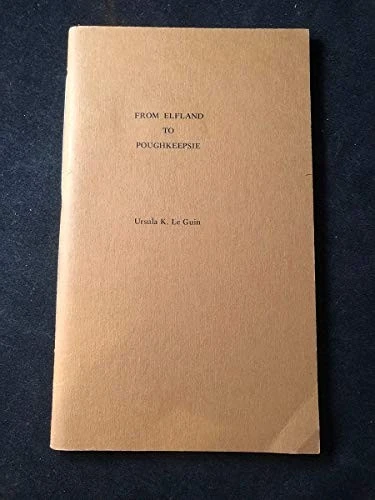 FROM ELFLAND
TO
POUGHKEEPSIE
Ursula K. Le Guin